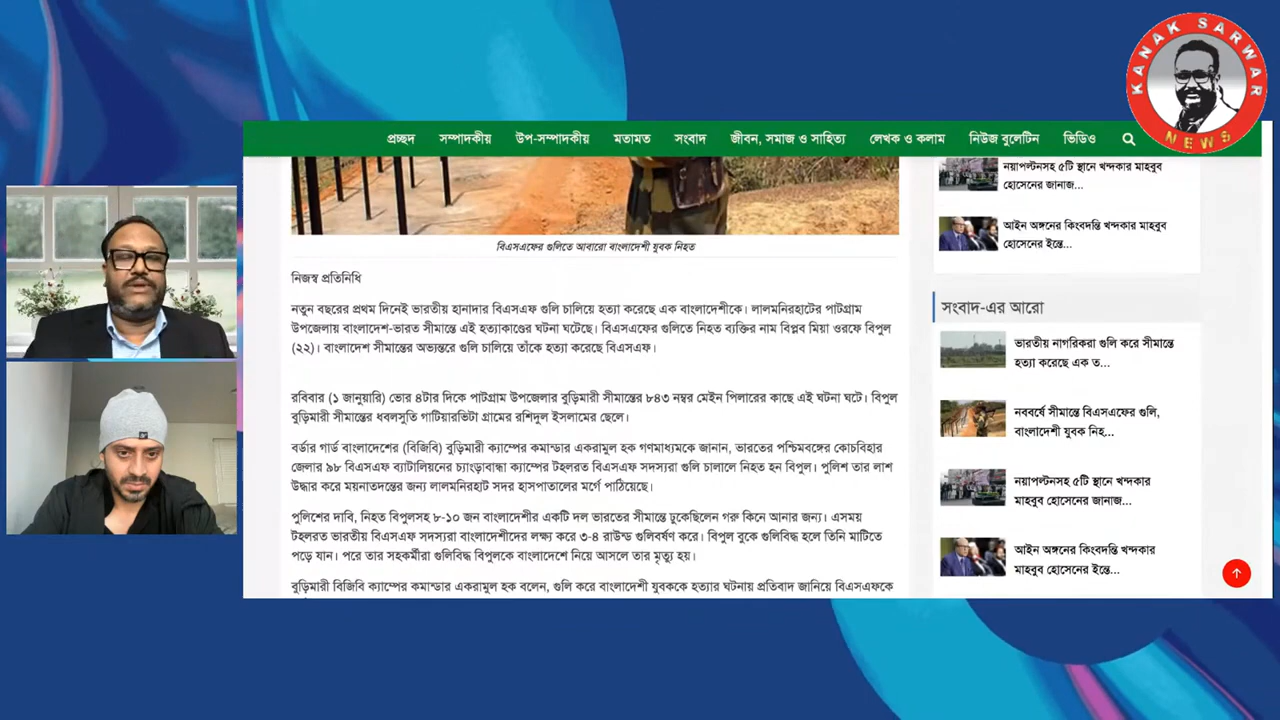 KANAK SARWAR
NEWS
প্রচ্ছদ সম্পাদকীয় উপ-সম্পাদকীয় মতামত সংবাদ জীবন, সমাজ ও সাহিত্য লেখক ও কলাম নিউজ বুলেটিন ভিডিও
বিএসএফের গুলিতে আবারো বাংলাদেশী যুবক নিহত
নিজস্ব প্রতিনিধি
নতুন বছরের প্রথম দিনেই ভারতীয় হানাদার বিএসএফ গুলি চালিয়ে হত্যা করেছে এক বাংলাদেশীকে। লালমনিরহাটের পাটগ্রাম
উপজেলায় বাংলাদেশ-ভারত সীমান্তে এই হত্যাকাণ্ডের ঘটনা ঘটেছে। বিএসএফের গুলিতে নিহত ব্যক্তির নাম বিপ্লব মিয়া ওরফে বিপুল
(২২)। বাংলাদেশ সীমান্তের অভ্যন্তরে গুলি চালিয়ে তাঁকে হত্যা করেছে বিএসএফ।
রবিবার (১ জানুয়ারি) ভোর ৪টার দিকে পাটগ্রাম উপজেলার বুড়িমারী সীমান্তের ৮৪৩ নম্বর মেইন পিলারের কাছে এই ঘটনা ঘটে। বিপুল
বুড়িমারী সীমান্তের ধবলসুতি গাটিয়ারভিটা গ্রামের রশিদুল ইসলামের ছেলে।
বর্ডার গার্ড বাংলাদেশের (বিজিবি) বুড়িমারী ক্যাম্পের কমান্ডার একরামুল হক গণমাধ্যমকে জানান, ভারতের পশ্চিমবঙ্গের কোচবিহার
জেলার ৯৮ বিএসএফ ব্যাটালিয়নের চ্যাংড়াবান্ধা ক্যাম্পের টহলরত বিএসএফ সদস্যরা গুলি চালালে নিহত হন বিপুল। পুলিশ তার লাশ
উদ্ধার করে ময়নাতদন্তের জন্য লালমনিরহাট সদর হাসপাতালের মর্গে পাঠিয়েছে।
পুলিশের দাবি, নিহত বিপুলসহ ৮-১০ জন বাংলাদেশীর একটি দল ভারতের সীমান্তে ঢুকেছিলেন গরু কিনে আনার জন্য। এসময়
টহলরত ভারতীয় বিএসএফ সদস্যরা বাংলাদেশীদের লক্ষ্য করে ৩-৪ রাউন্ড গুলিবর্ষণ করে। বিপুল বুকে গুলিবিদ্ধ হলে তিনি মাটিতে
পড়ে যান। পরে তার সহকর্মীরা গুলিবিদ্ধ বিপুলকে বাংলাদেশে নিয়ে আসলে তার মৃত্যু হয়।
বুড়িমারী বিজিবি ক্যাম্পের কমান্ডার একরামুল হক বলেন, গুলি করে বাংলাদেশী যুবককে হত্যার ঘটনায় প্রতিবাদ জানিয়ে বিএসএফকে
নয়াপল্টনসহ ৫টি স্থানে খন্দকার মাহবুব
হোসেনের জানাজ...
আইন অঙ্গনের কিংবদন্তি খন্দকার মাহবুব
হোসেনের ইন্তে...
সংবাদ-এর আরো
ভারতীয় নাগরিকরা গুলি করে সীমান্তে
হত্যা করেছে এক ত...
নববর্ষে সীমান্তে বিএসএফের গুলি,
বাংলাদেশী যুবক নিহ...
নয়াপল্টনসহ ৫টি স্থানে খন্দকার
মাহবুব হোসেনের জানাজ...
আইন অঙ্গনের কিংবদন্তি খন্দকার
মাহবুব হোসেনের ইন্তে...